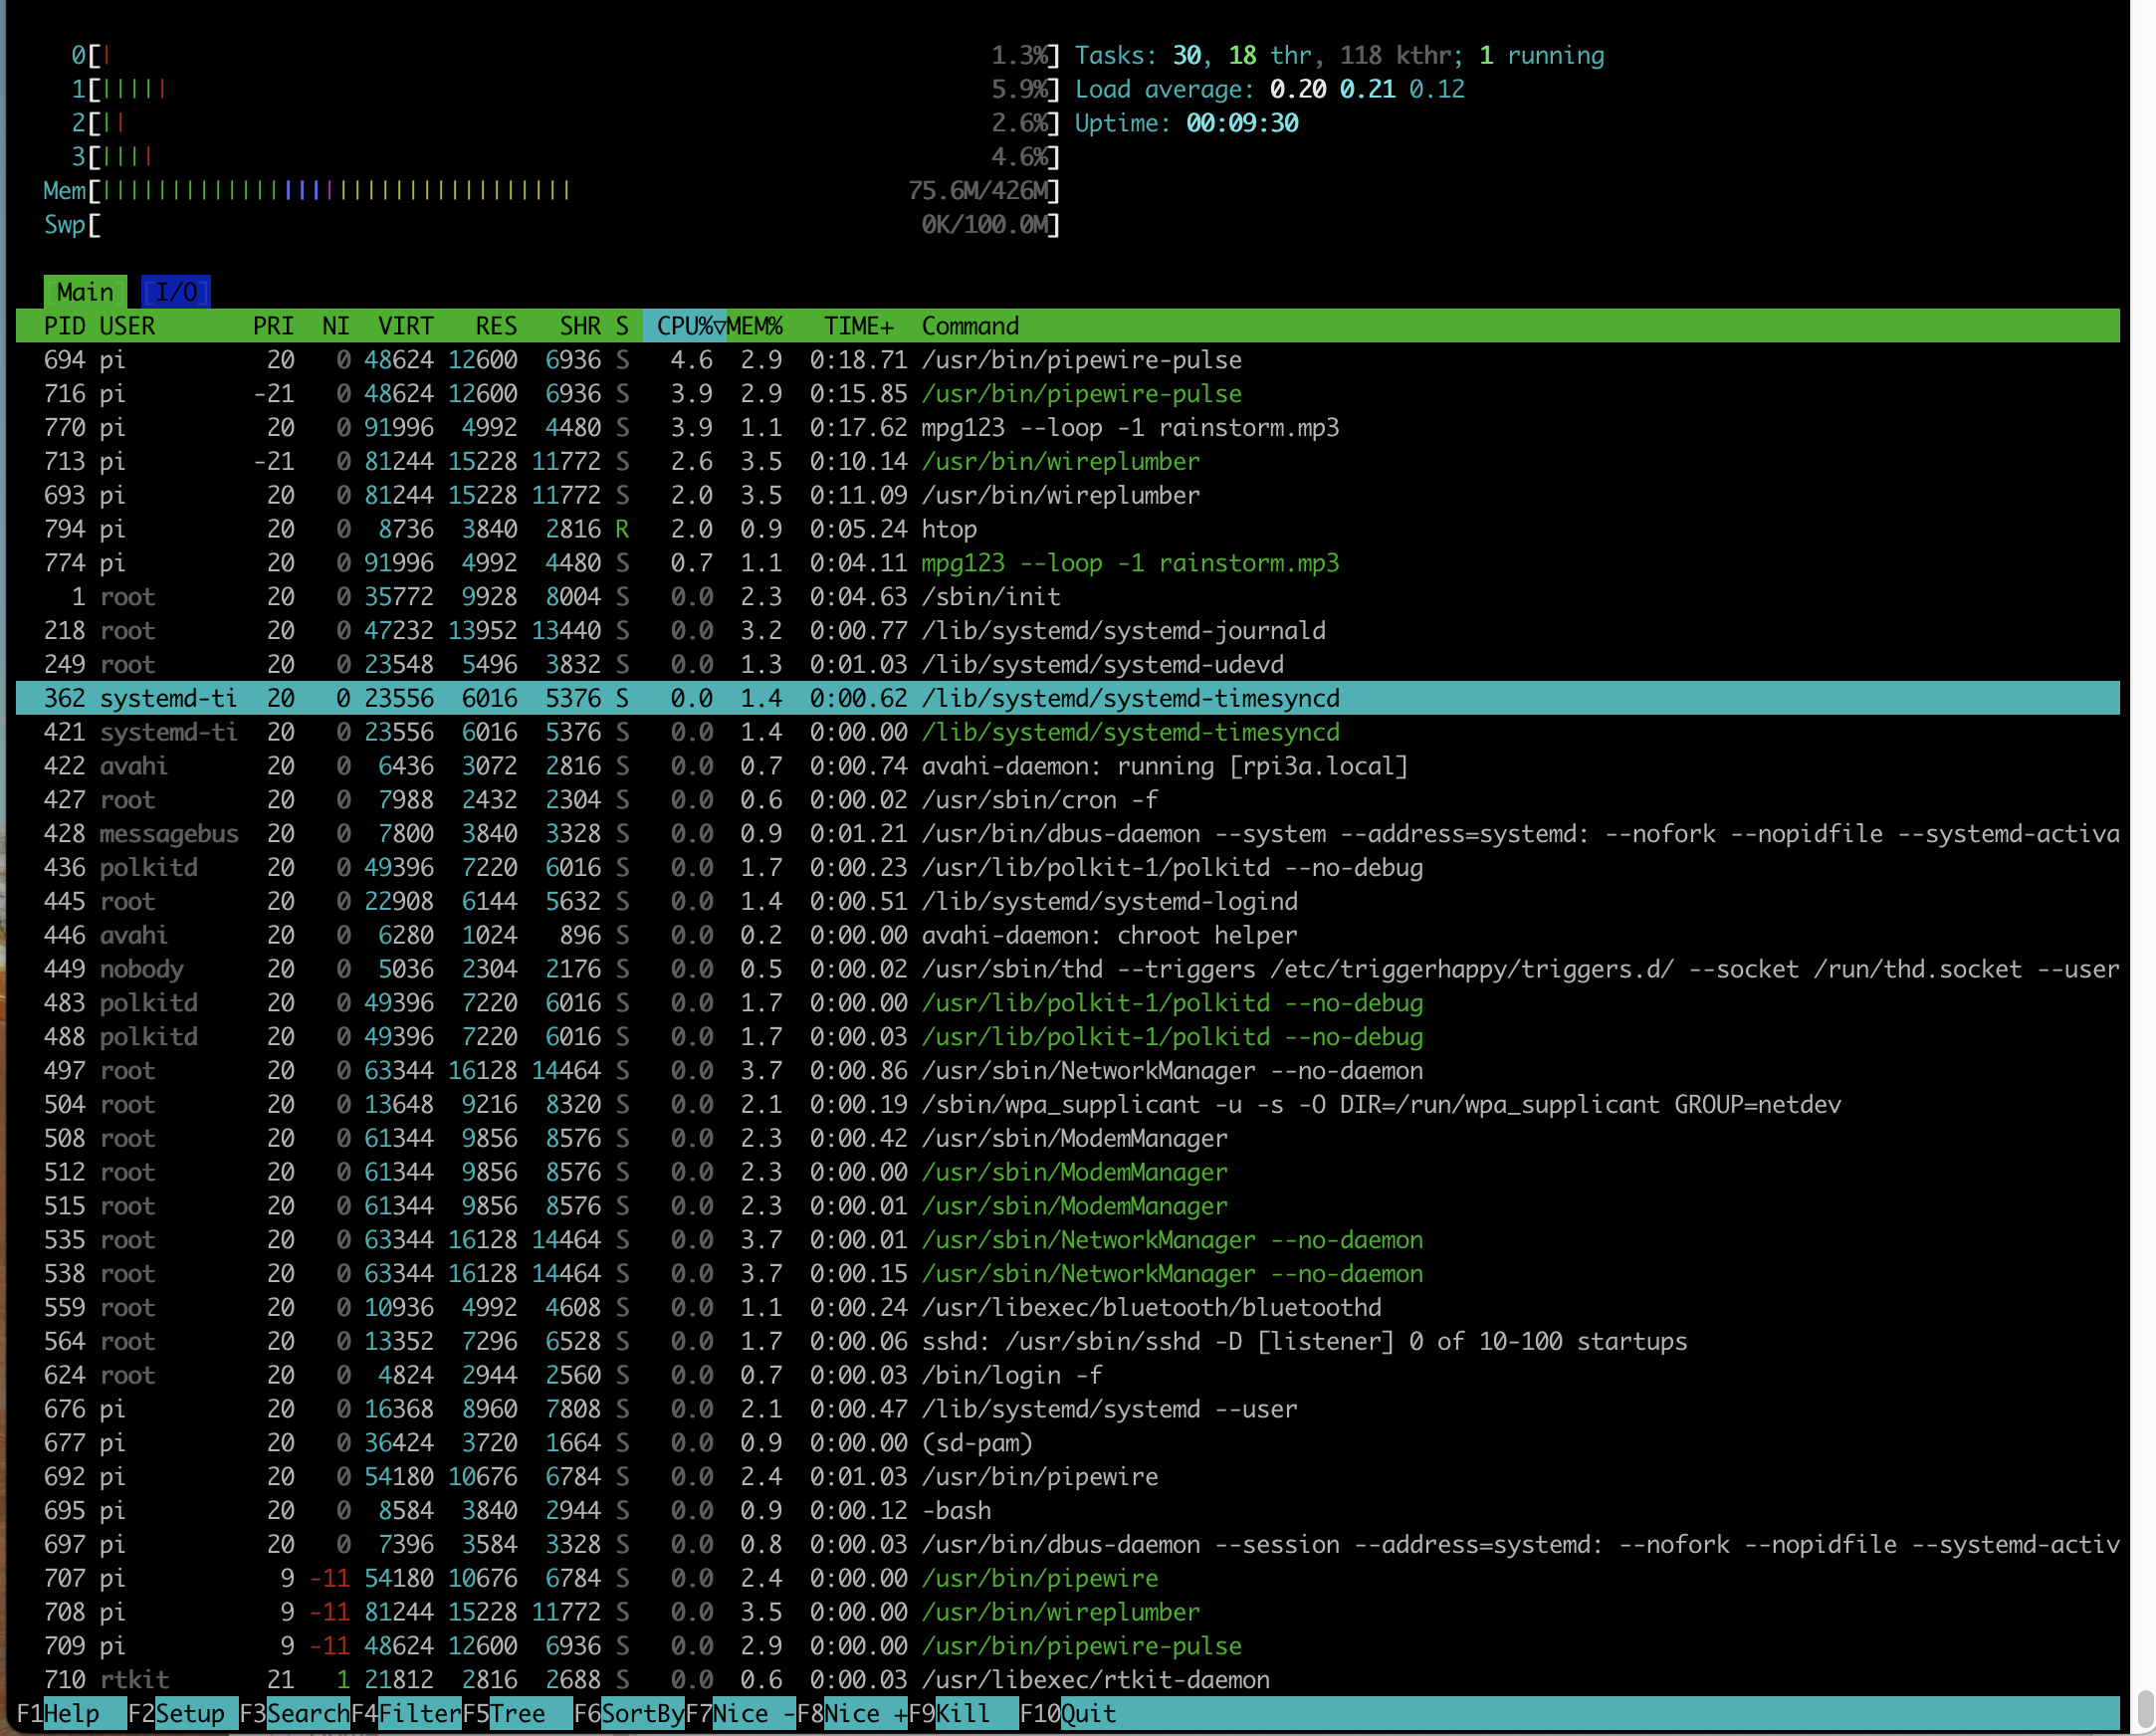 0[| 1.3%] Tasks: 30, 18 thr, 118 kthr; 1 running
1[||||| 5.9%] Load average: 0.20 0.21 0.12
2[|| 2.6%] Uptime: 00:09:30
3[|||| 4.6%]
Mem[|||||||||||||||||||||||||||||||||| 75.6M/426M]
Swp[ 0K/100.0M]
[Main] [I/O]
PID USER PRI NI VIRT RES SHR S CPU%▽MEM% TIME+ Command
694 pi 20 0 48624 12600 6936 S 4.6 2.9 0:18.71 /usr/bin/pipewire-pulse
716 pi -21 0 48624 12600 6936 S 3.9 2.9 0:15.85 /usr/bin/pipewire-pulse
770 pi 20 0 91996 4992 4480 S 3.9 1.1 0:17.62 mpg123 --loop -1 rainstorm.mp3
713 pi -21 0 81244 15228 11772 S 2.6 3.5 0:10.14 /usr/bin/wireplumber
693 pi 20 0 81244 15228 11772 S 2.0 3.5 0:11.09 /usr/bin/wireplumber
794 pi 20 0 8736 3840 2816 R 2.0 0.9 0:05.24 htop
774 pi 20 0 91996 4992 4480 S 0.7 1.1 0:04.11 mpg123 --loop -1 rainstorm.mp3
1 root 20 0 35772 9928 8004 S 0.0 2.3 0:04.63 /sbin/init
218 root 20 0 47232 13952 13440 S 0.0 3.2 0:00.77 /lib/systemd/systemd-journald
249 root 20 0 23548 5496 3832 S 0.0 1.3 0:01.03 /lib/systemd/systemd-udevd
362 systemd-ti 20 0 23556 6016 5376 S 0.0 1.4 0:00.62 /lib/systemd/systemd-timesyncd
421 systemd-ti 20 0 23556 6016 5376 S 0.0 1.4 0:00.00 /lib/systemd/systemd-timesyncd
422 avahi 20 0 6436 3072 2816 S 0.0 0.7 0:00.74 avahi-daemon: running [rpi3a.local]
427 root 20 0 7988 2432 2304 S 0.0 0.6 0:00.02 /usr/sbin/cron -f
428 messagebus 20 0 7800 3840 3328 S 0.0 0.9 0:01.21 /usr/bin/dbus-daemon --system --address=systemd: --nofork --nopidfile --systemd-activa
436 polkitd 20 0 49396 7220 6016 S 0.0 1.7 0:00.23 /usr/lib/polkit-1/polkitd --no-debug
445 root 20 0 22908 6144 5632 S 0.0 1.4 0:00.51 /lib/systemd/systemd-logind
446 avahi 20 0 6280 1024 896 S 0.0 0.2 0:00.00 avahi-daemon: chroot helper
449 nobody 20 0 5036 2304 2176 S 0.0 0.5 0:00.02 /usr/sbin/thd --triggers /etc/triggerhappy/triggers.d/ --socket /run/thd.socket --user
483 polkitd 20 0 49396 7220 6016 S 0.0 1.7 0:00.00 /usr/lib/polkit-1/polkitd --no-debug
488 polkitd 20 0 49396 7220 6016 S 0.0 1.7 0:00.03 /usr/lib/polkit-1/polkitd --no-debug
497 root 20 0 63344 16128 14464 S 0.0 3.7 0:00.86 /usr/sbin/NetworkManager --no-daemon
504 root 20 0 13648 9216 8320 S 0.0 2.1 0:00.19 /sbin/wpa_supplicant -u -s -O DIR=/run/wpa_supplicant GROUP=netdev
508 root 20 0 61344 9856 8576 S 0.0 2.3 0:00.42 /usr/sbin/ModemManager
512 root 20 0 61344 9856 8576 S 0.0 2.3 0:00.00 /usr/sbin/ModemManager
515 root 20 0 61344 9856 8576 S 0.0 2.3 0:00.01 /usr/sbin/ModemManager
535 root 20 0 63344 16128 14464 S 0.0 3.7 0:00.01 /usr/sbin/NetworkManager --no-daemon
538 root 20 0 63344 16128 14464 S 0.0 3.7 0:00.15 /usr/sbin/NetworkManager --no-daemon
559 root 20 0 10936 4992 4608 S 0.0 1.1 0:00.24 /usr/libexec/bluetooth/bluetoothd
564 root 20 0 13352 7296 6528 S 0.0 1.7 0:00.06 sshd: /usr/sbin/sshd -D [listener] 0 of 10-100 startups
624 root 20 0 4824 2944 2560 S 0.0 0.7 0:00.03 /bin/login -f
676 pi 20 0 16368 8960 7808 S 0.0 2.1 0:00.47 /lib/systemd/systemd --user
677 pi 20 0 36424 3720 1664 S 0.0 0.9 0:00.00 (sd-pam)
692 pi 20 0 54180 10676 6784 S 0.0 2.4 0:01.03 /usr/bin/pipewire
695 pi 20 0 8584 3840 2944 S 0.0 0.9 0:00.12 -bash
697 pi 20 0 7396 3584 3328 S 0.0 0.8 0:00.03 /usr/bin/dbus-daemon --session --address=systemd: --nofork --nopidfile --systemd-activ
707 pi 9 -11 54180 10676 6784 S 0.0 2.4 0:00.00 /usr/bin/pipewire
708 pi 9 -11 81244 15228 11772 S 0.0 3.5 0:00.00 /usr/bin/wireplumber
709 pi 9 -11 48624 12600 6936 S 0.0 2.9 0:00.00 /usr/bin/pipewire-pulse
710 rtkit 21 1 21812 2816 2688 S 0.0 0.6 0:00.03 /usr/libexec/rtkit-daemon
F1Help F2Setup F3SearchF4FilterF5Tree F6SortByF7Nice -F8Nice +F9Kill F10Quit